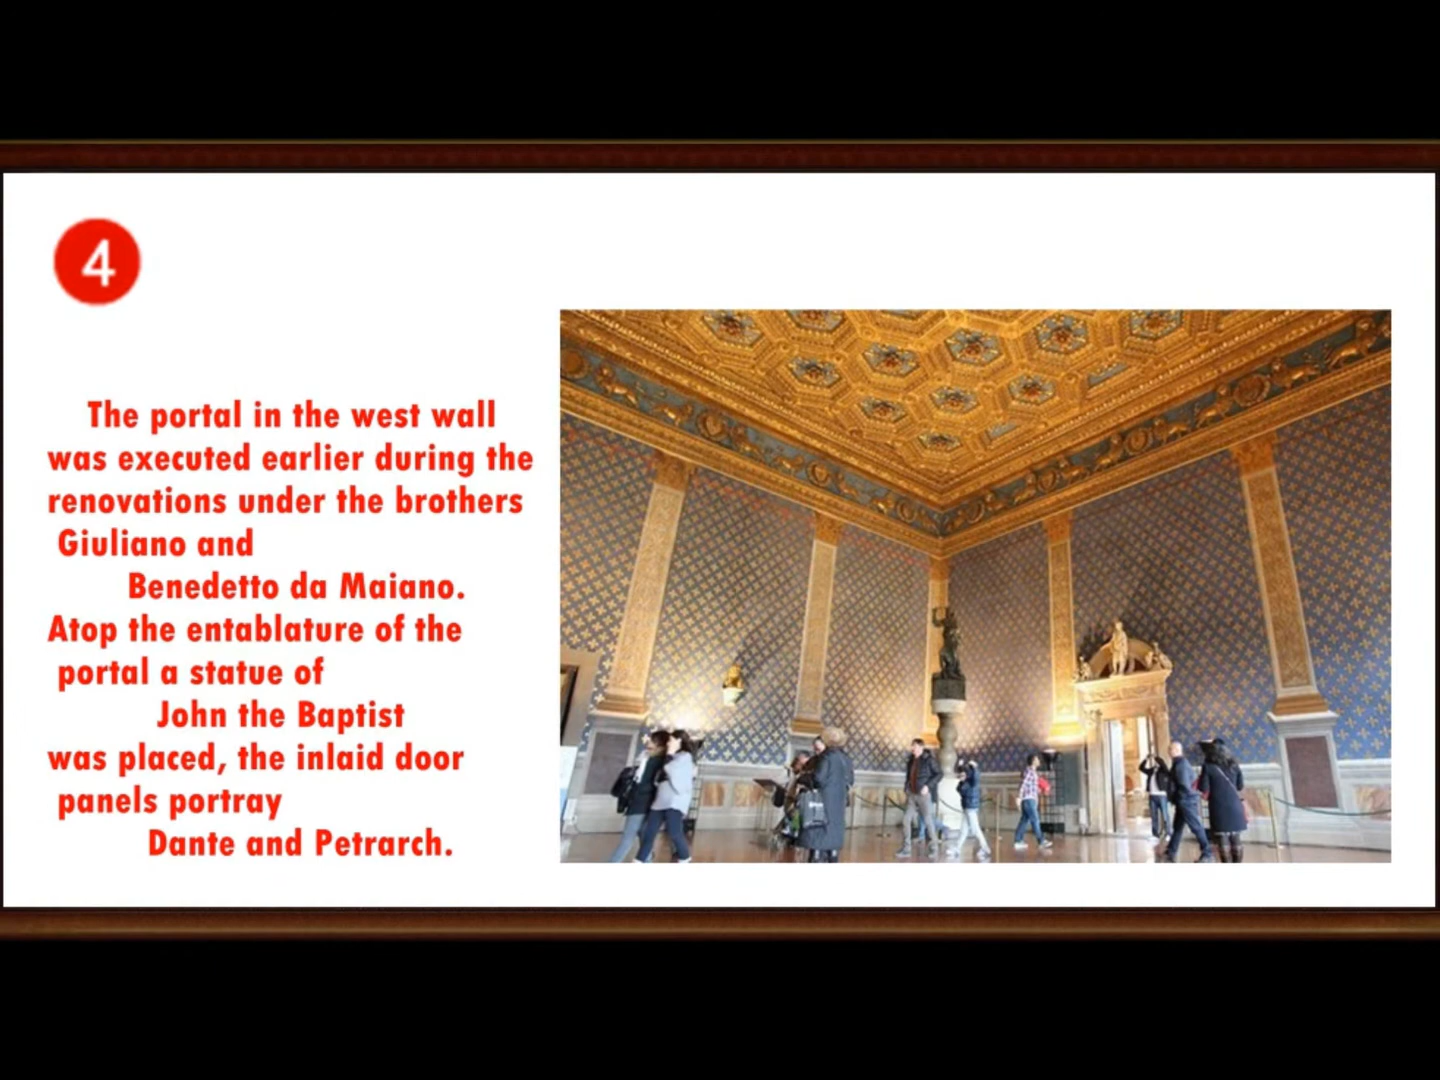 4
The portal in the west wall
was executed earlier during the
renovations under the brothers
Giuliano and
Benedetto da Maiano.
Atop the entablature of the
portal a statue of
John the Baptist
was placed, the inlaid door
panels portray
Dante and Petrarch.